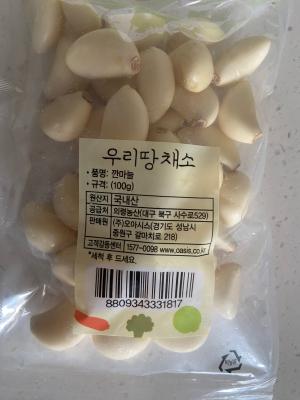 우리땅채소
• 품명: 깐마늘
• 규격: (100g)
원산지 국내산
공급처 의령농산(대구 북구 사수로529)
판매원 (주)오아시스(경기도 성남시 중원구 갈마치로 218)
고객감동센터 1577-0098 www.oasis.co.kr
*세척 후 드세요.
8809343331817